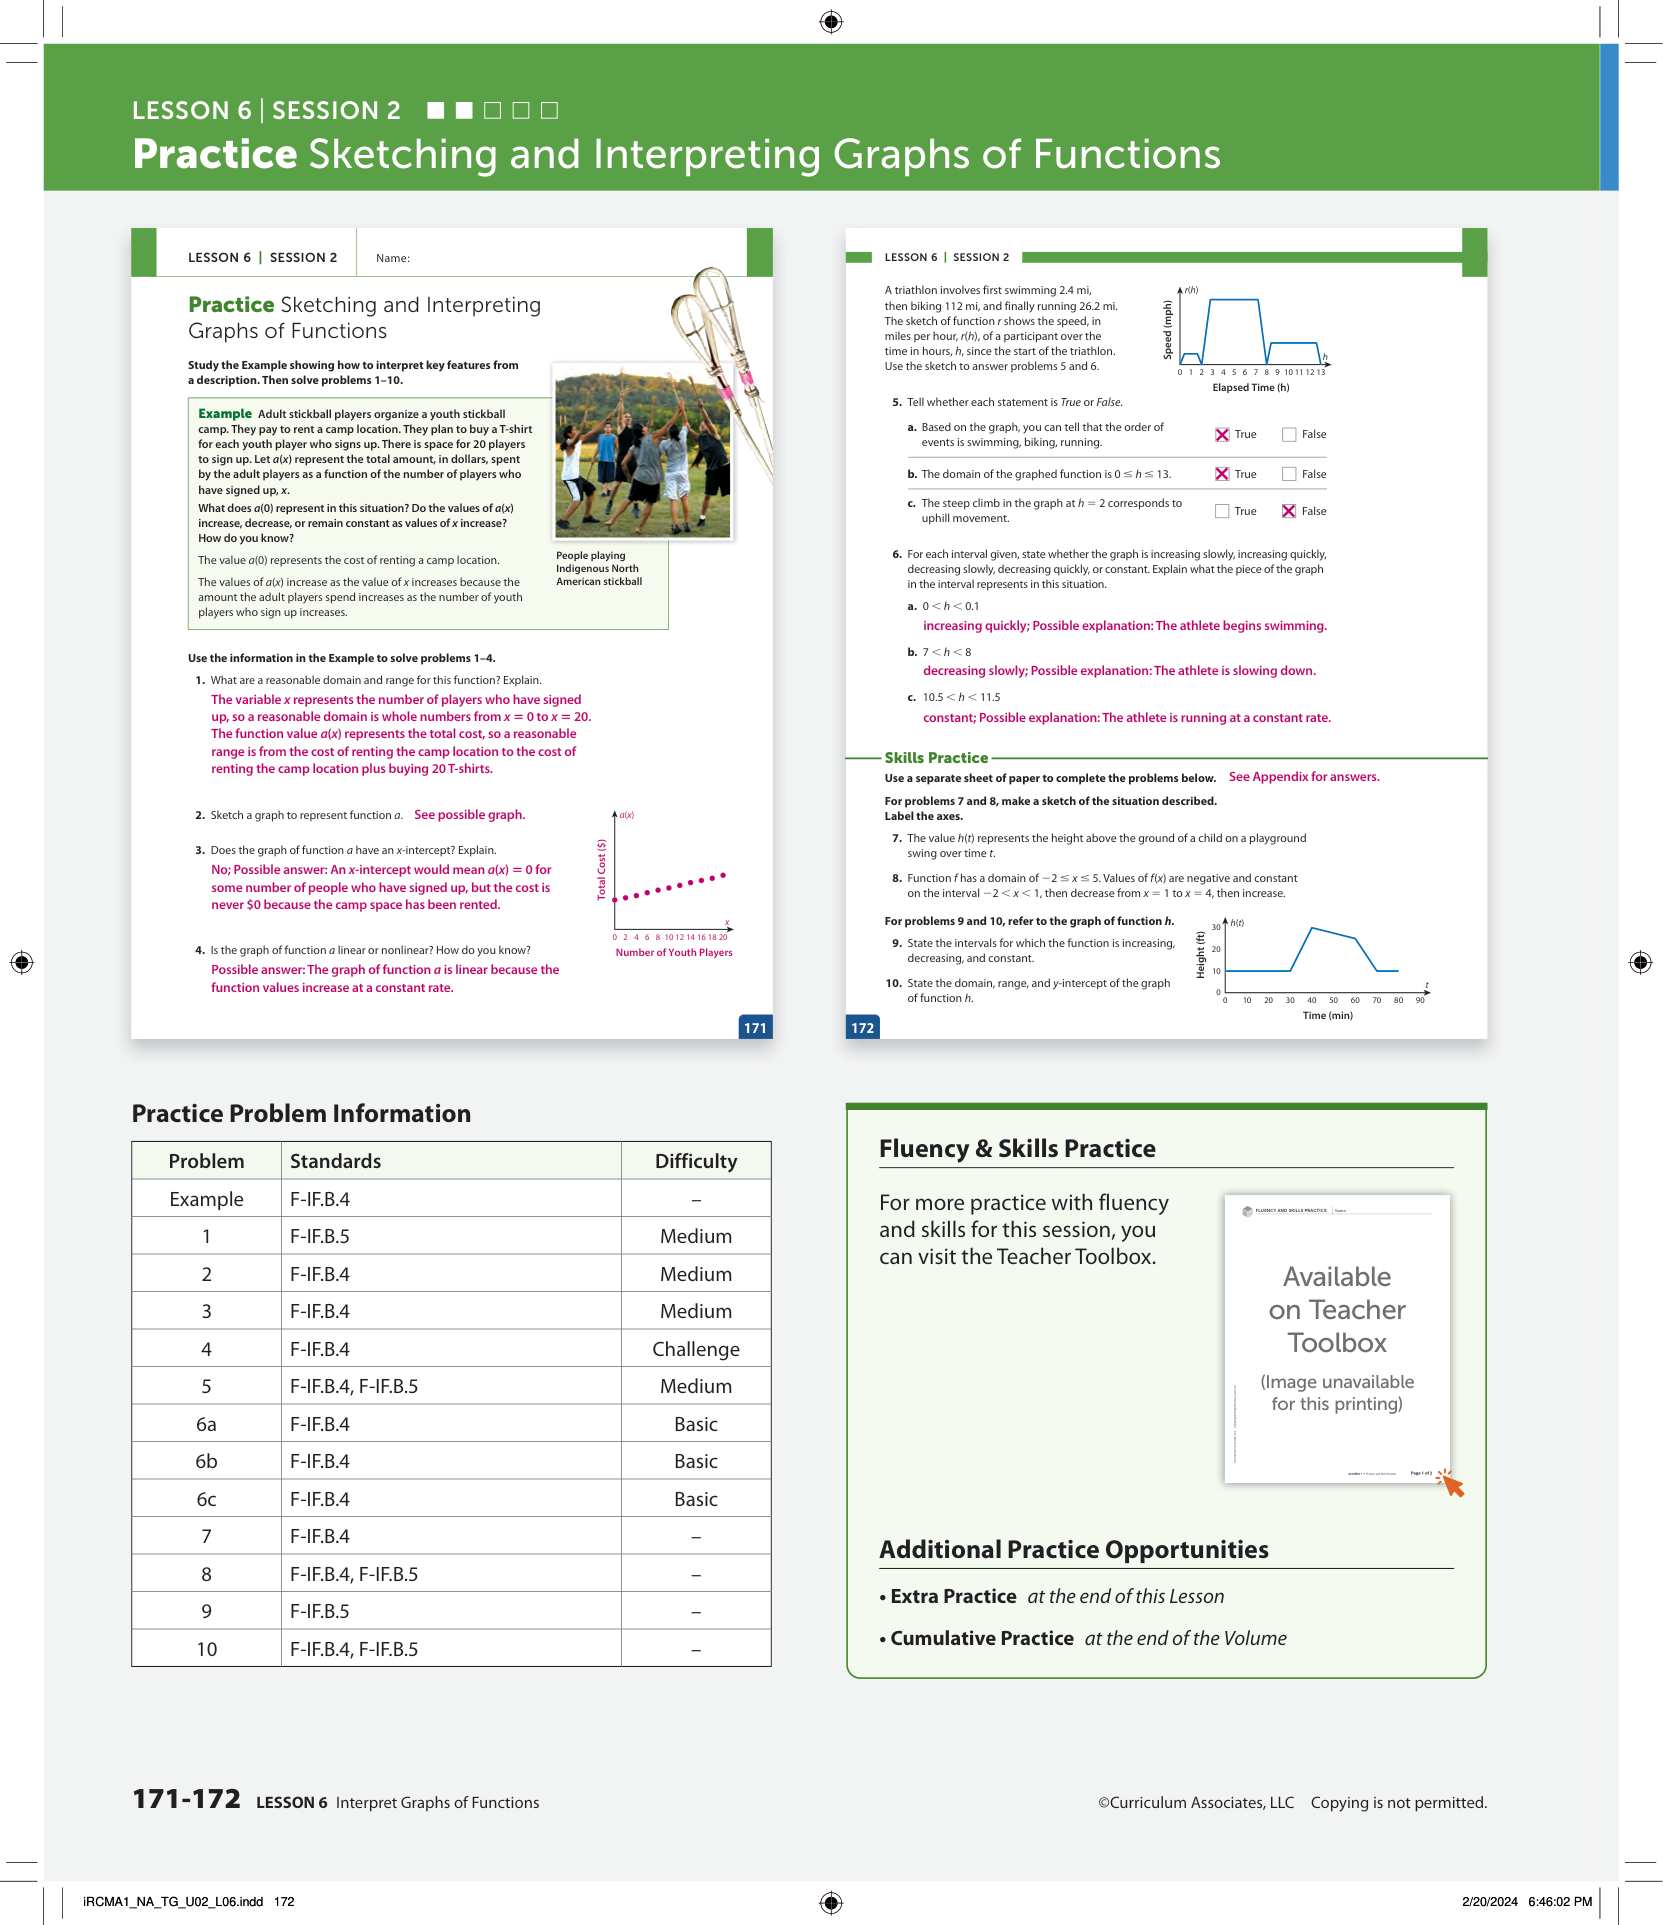 LESSON 6 | SESSION 2
Practice Sketching and Interpreting Graphs of Functions
LESSON 6 | SESSION 2
Name:
Practice Sketching and Interpreting
Graphs of Functions
Study the Example showing how to interpret key features from
a description. Then solve problems 1–10.
Example Adult stickball players organize a youth stickball
camp. They pay to rent a camp location. They plan to buy a T-shirt
for each youth player who signs up. There is space for 20 players
to sign up. Let a(x) represent the total amount, in dollars, spent
by the adult players as a function of the number of players who
have signed up, x.
What does a(0) represent in this situation? Do the values of a(x)
increase, decrease, or remain constant as values of x increase?
How do you know?
The value a(0) represents the cost of renting a camp location.
The values of a(x) increase as the value of x increases because the
amount the adult players spend increases as the number of youth
players who sign up increases.
People playing
Indigenous North
American stickball
Use the information in the Example to solve problems 1–4.
1. What are a reasonable domain and range for this function? Explain.
The variable x represents the number of players who have signed
up, so a reasonable domain is whole numbers from x = 0 to x = 20.
The function value a(x) represents the total cost, so a reasonable
range is from the cost of renting the camp location to the cost of
renting the camp location plus buying 20 T-shirts.
2. Sketch a graph to represent function a. See possible graph.
3. Does the graph of function a have an x-intercept? Explain.
No; Possible answer: An x-intercept would mean a(x) = 0 for
some number of people who have signed up, but the cost is
never $0 because the camp space has been rented.
4. Is the graph of function a linear or nonlinear? How do you know?
Possible answer: The graph of function a is linear because the
function values increase at a constant rate.
a(x)
Total Cost ($)
x
0 2 4 6 8 10 12 14 16 18 20
Number of Youth Players
171
LESSON 6 | SESSION 2
A triathlon involves first swimming 2.4 mi,
then biking 112 mi, and finally running 26.2 mi.
The sketch of function r shows the speed, in
miles per hour, r(h), of a participant over the
time in hours, h, since the start of the triathlon.
Use the sketch to answer problems 5 and 6.
r(h)
Speed (mph)
h
0 1 2 3 4 5 6 7 8 9 10 11 12 13
Elapsed Time (h)
5. Tell whether each statement is True or False.
a. Based on the graph, you can tell that the order of
events is swimming, biking, running.
True False
b. The domain of the graphed function is 0 ≤ h ≤ 13.
True False
c. The steep climb in the graph at h = 2 corresponds to
uphill movement.
True False
6. For each interval given, state whether the graph is increasing slowly, increasing quickly,
decreasing slowly, decreasing quickly, or constant. Explain what the piece of the graph
in the interval represents in this situation.
a. 0 < h < 0.1
increasing quickly; Possible explanation: The athlete begins swimming.
b. 7 < h < 8
decreasing slowly; Possible explanation: The athlete is slowing down.
c. 10.5 < h < 11.5
constant; Possible explanation: The athlete is running at a constant rate.
Skills Practice
Use a separate sheet of paper to complete the problems below. See Appendix for answers.
For problems 7 and 8, make a sketch of the situation described.
Label the axes.
7. The value h(t) represents the height above the ground of a child on a playground
swing over time t.
8. Function f has a domain of −2 ≤ x ≤ 5. Values of f(x) are negative and constant
on the interval −2 < x < 1, then decrease from x = 1 to x = 4, then increase.
For problems 9 and 10, refer to the graph of function h.
9. State the intervals for which the function is increasing,
decreasing, and constant.
10. State the domain, range, and y-intercept of the graph
of function h.
h(t)
Height (ft)
30
20
10
0
t
0 10 20 30 40 50 60 70 80 90
Time (min)
172
Practice Problem Information
Problem Standards Difficulty
Example F-IF.B.4 –
1 F-IF.B.5 Medium
2 F-IF.B.4 Medium
3 F-IF.B.4 Medium
4 F-IF.B.4 Challenge
5 F-IF.B.4, F-IF.B.5 Medium
6a F-IF.B.4 Basic
6b F-IF.B.4 Basic
6c F-IF.B.4 Basic
7 F-IF.B.4 –
8 F-IF.B.4, F-IF.B.5 –
9 F-IF.B.5 –
10 F-IF.B.4, F-IF.B.5 –
Fluency & Skills Practice
For more practice with fluency
and skills for this session, you
can visit the Teacher Toolbox.
FLUENCY AND SKILLS PRACTICE | Name:
Available
on Teacher
Toolbox
(Image unavailable
for this printing)
Page 1 of 2
Additional Practice Opportunities
• Extra Practice at the end of this Lesson
• Cumulative Practice at the end of the Volume
171-172 LESSON 6 Interpret Graphs of Functions
©Curriculum Associates, LLC Copying is not permitted.
iRCMA1_NA_TG_U02_L06.indd 172
2/20/2024 6:46:02 PM